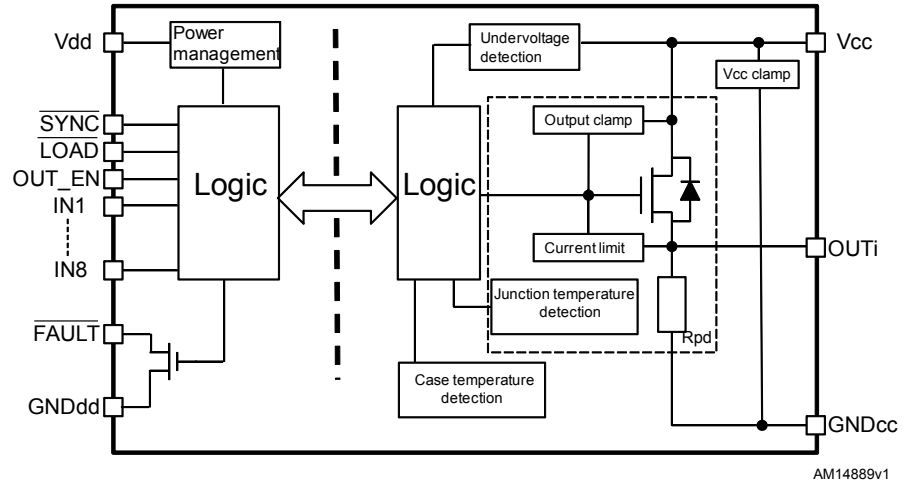 Vdd
Power
management
Undervoltage
detection
Vcc
Vcc clamp
SYNC
LOAD
OUT_EN
IN1
IN8
Logic
Logic
Output clamp
Current limit
OUTi
Junction temperature
detection
Rpd
FAULT
Case temperature
detection
GNDdd
GNDcc
AM14889v1